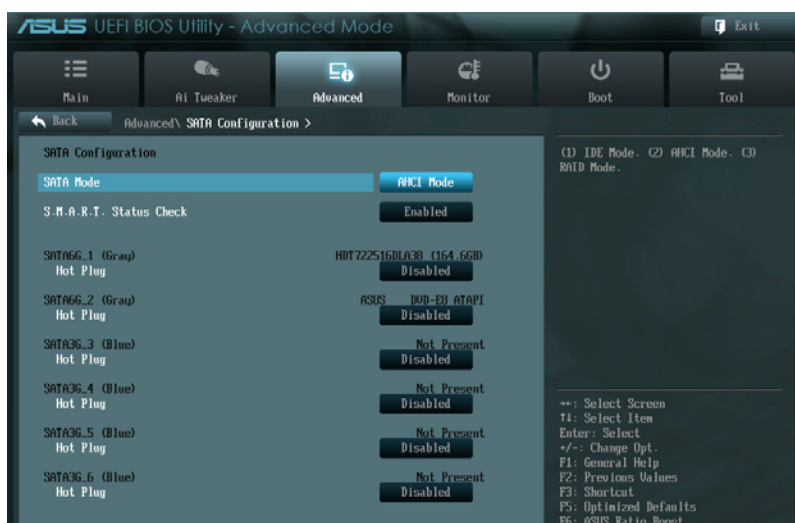 ASUS UEFI BIOS Utility - Advanced Mode
Exit
Main
Ai Tweaker
Advanced
Monitor
Boot
Tool
Back
Advanced\ SATA Configuration >
SATA Configuration
SATA Mode AHCI Mode
S.M.A.R.T. Status Check Enabled
SATA6G_1 (Gray) HDT722516DLA38 (164.6GB)
Hot Plug Disabled
SATA6G_2 (Gray) ASUS DVD-E8 ATAPI
Hot Plug Disabled
SATA3G_3 (Blue) Not Present
Hot Plug Disabled
SATA3G_4 (Blue) Not Present
Hot Plug Disabled
SATA3G_5 (Blue) Not Present
Hot Plug Disabled
SATA3G_6 (Blue) Not Present
Hot Plug Disabled
(1) IDE Mode. (2) AHCI Mode. (3)
RAID Mode.
→←: Select Screen
↑↓: Select Item
Enter: Select
+/-: Change Opt.
F1: General Help
F2: Previous Values
F3: Shortcut
F5: Optimized Defaults
F6: ASUS Ratio Boost